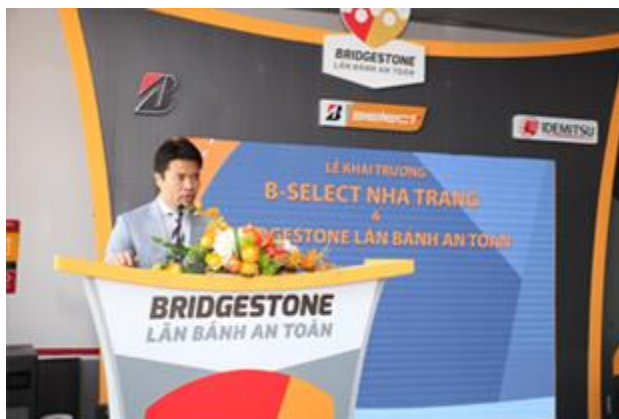 BRIDGESTONE
LĂN BÁNH AN TOÀN
B-SELECT
IDEMITSU
LỄ KHAI TRƯƠNG
B-SELECT NHA TRANG
&
DGESTONE LĂN BÁNH AN TOÀN
BRIDGESTONE
LĂN BÁNH AN TOÀN